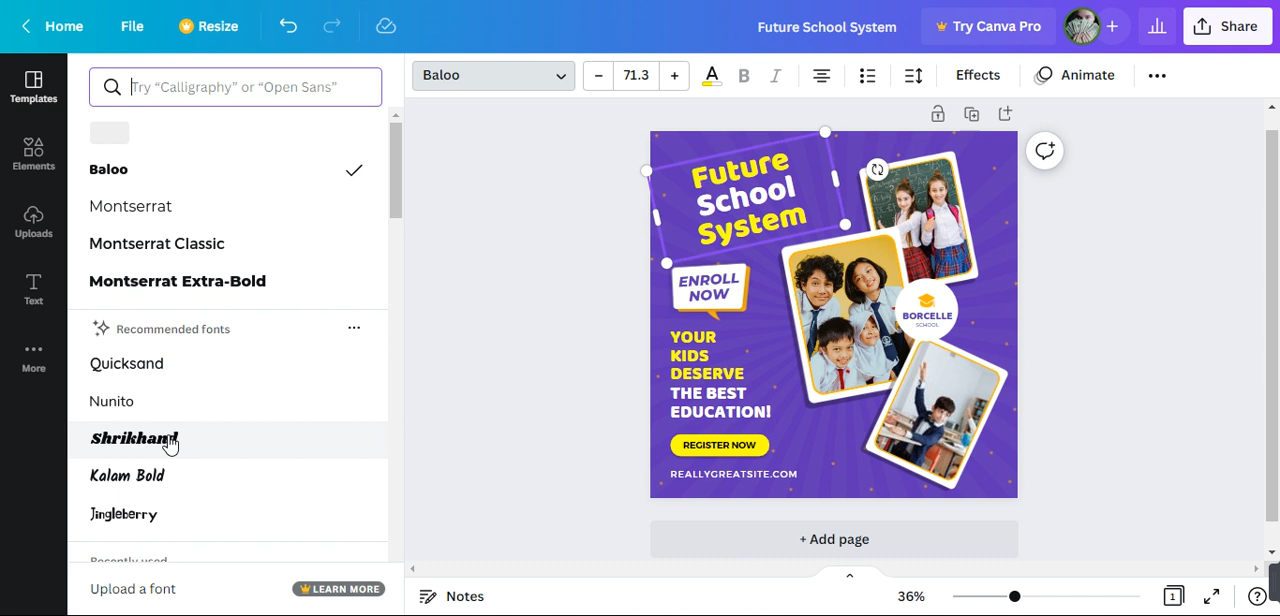 Home
File
Resize
Future School System
Try Canva Pro
Share
Templates
Elements
Uploads
Text
More
Try “Calligraphy” or “Open Sans”
Baloo
Montserrat
Montserrat Classic
Montserrat Extra-Bold
Recommended fonts
Quicksand
Nunito
Shrikhand
Kalam Bold
Jingleberry
Recently used
Upload a font
LEARN MORE
Baloo
71.3
A B I
Effects
Animate
Future
School
System
ENROLL
NOW
YOUR
KIDS
DESERVE
THE BEST
EDUCATION!
REGISTER NOW
REALLYGREATSITE.COM
BORCELLE
SCHOOL
+ Add page
Notes
36%
1
?